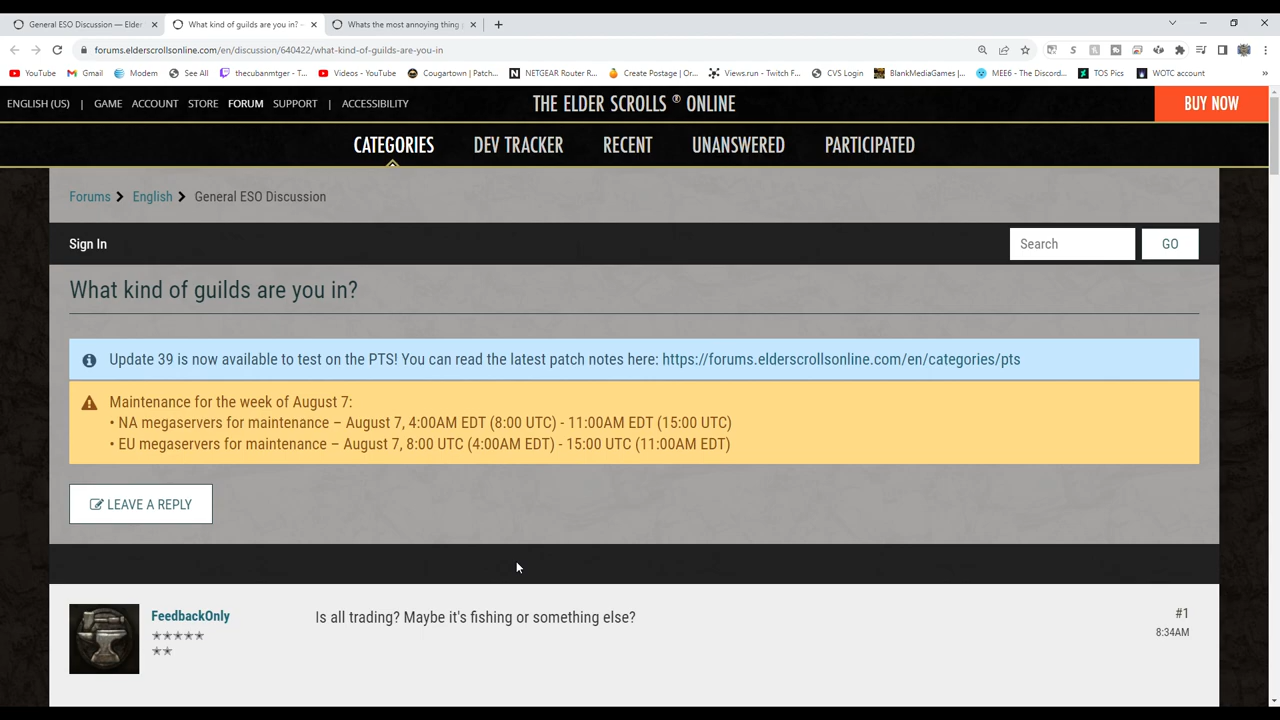 General ESO Discussion — Elder
What kind of guilds are you in? -
Whats the most annoying thing
forums.elderscrollsonline.com/en/discussion/640422/what-kind-of-guilds-are-you-in
YouTube
Gmail
Modem
See All
thecubanmtger - T...
Videos - YouTube
Cougartown | Patch...
NETGEAR Router R...
Create Postage | Or...
Views.run - Twitch F...
CVS Login
BlankMediaGames |...
MEE6 - The Discord...
TOS Pics
WOTC account
»
ENGLISH (US) | GAME ACCOUNT STORE FORUM SUPPORT | ACCESSIBILITY
THE ELDER SCROLLS ® ONLINE
BUY NOW
CATEGORIES DEV TRACKER RECENT UNANSWERED PARTICIPATED
Forums > English > General ESO Discussion
Sign In
Search
GO
What kind of guilds are you in?
Update 39 is now available to test on the PTS! You can read the latest patch notes here: https://forums.elderscrollsonline.com/en/categories/pts
Maintenance for the week of August 7:
• NA megaservers for maintenance – August 7, 4:00AM EDT (8:00 UTC) - 11:00AM EDT (15:00 UTC)
• EU megaservers for maintenance – August 7, 8:00 UTC (4:00AM EDT) - 15:00 UTC (11:00AM EDT)
LEAVE A REPLY
FeedbackOnly
★★★★★
★★
Is all trading? Maybe it's fishing or something else?
#1
8:34AM